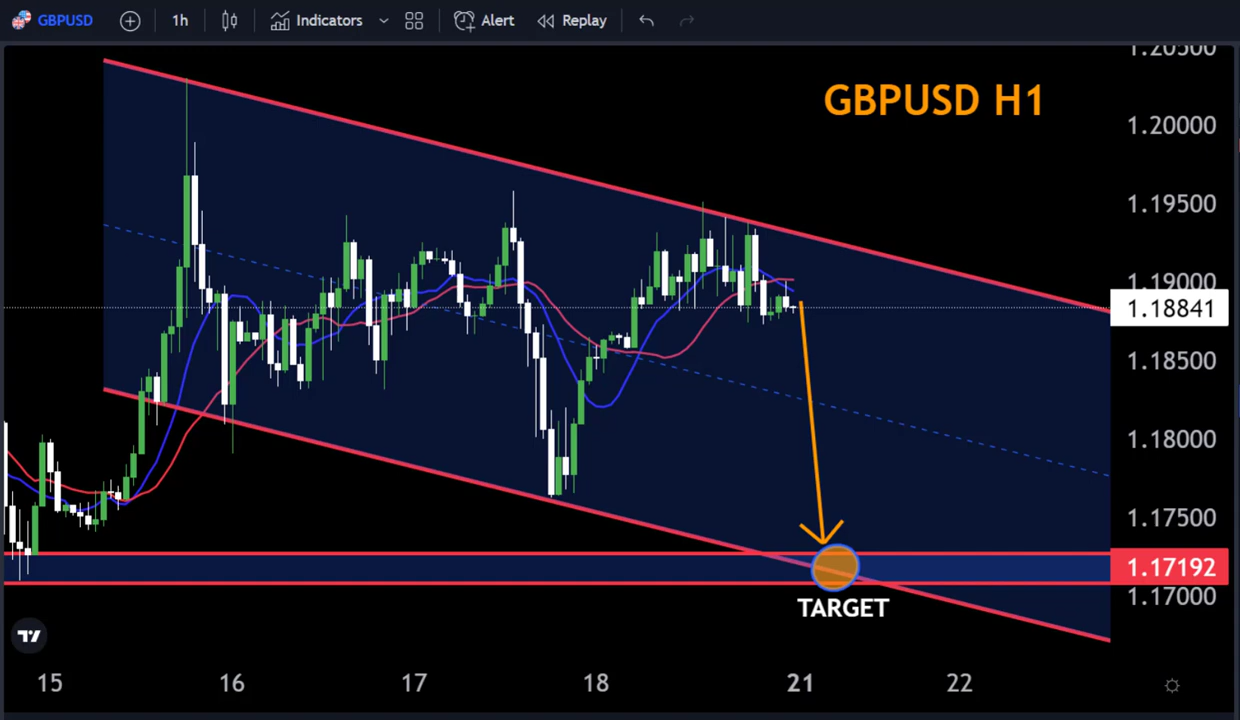 GBPUSD 1h Indicators Alert Replay
GBPUSD H1
1.20500
1.20000
1.19500
1.19000
1.18841
1.18500
1.18000
1.17500
1.17192
1.17000
TARGET
15 16 17 18 21 22